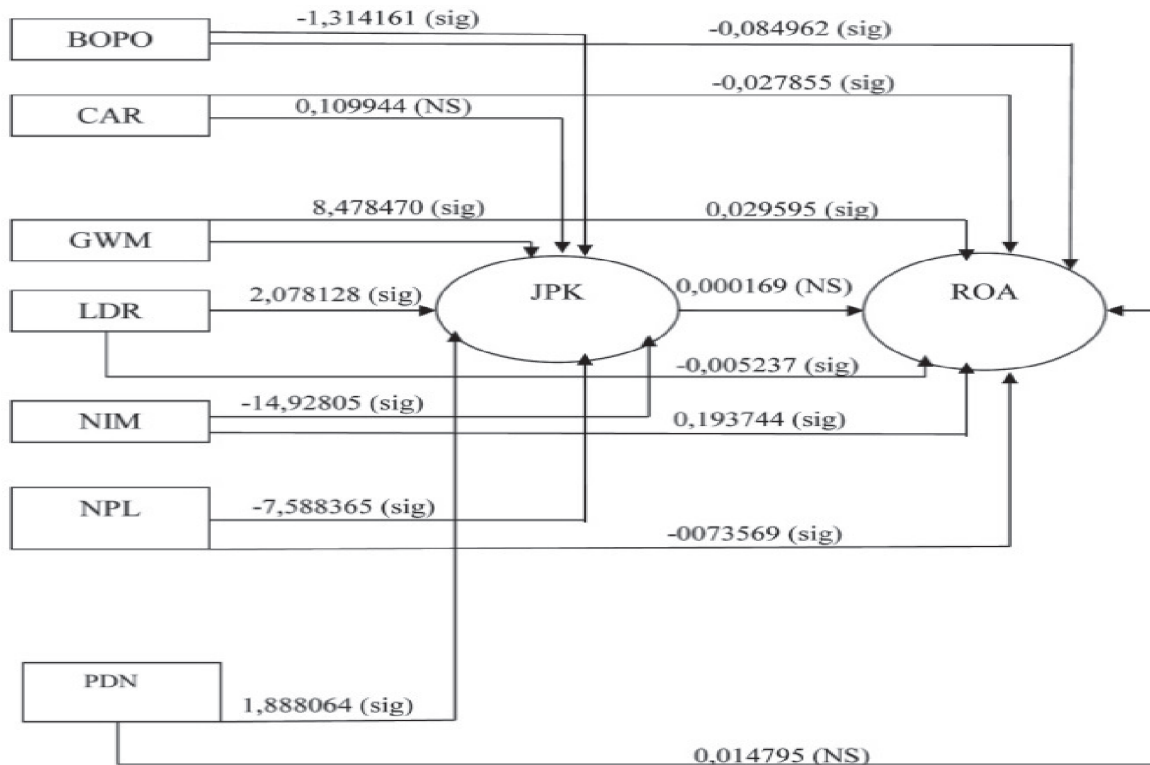 -1,314161 (sig)
BOPO
-0,084962 (sig)
-0,027855 (sig)
CAR
0,109944 (NS)
8,478470 (sig)
0,029595 (sig)
GWM
JPK
0,000169 (NS)
ROA
LDR
2,078128 (sig)
-0,005237 (sig)
NIM
-14,92805 (sig)
0,193744 (sig)
NPL
-7,588365 (sig)
-0073569 (sig)
PDN
1,888064 (sig)
0,014795 (NS)